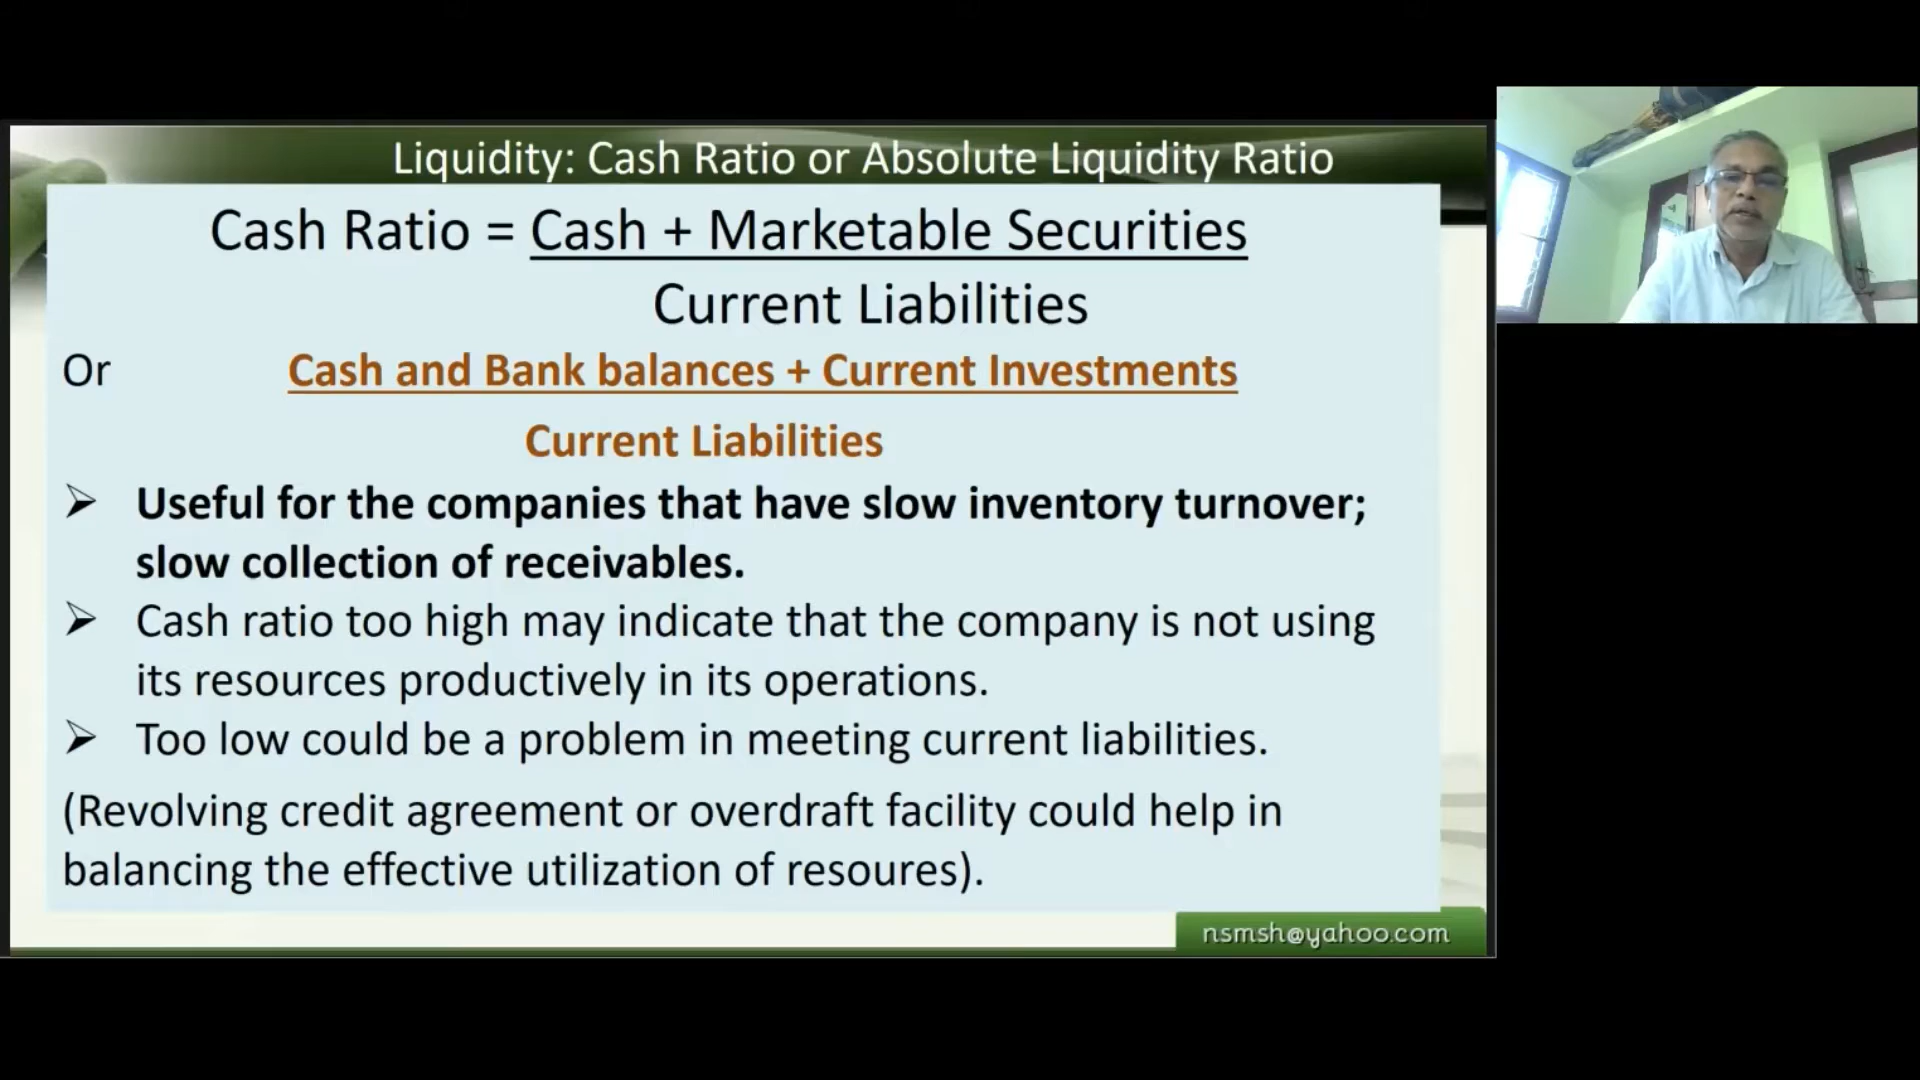 Liquidity: Cash Ratio or Absolute Liquidity Ratio
Cash Ratio = Cash + Marketable Securities
Current Liabilities
Or Cash and Bank balances + Current Investments
Current Liabilities
➢ Useful for the companies that have slow inventory turnover;
slow collection of receivables.
➢ Cash ratio too high may indicate that the company is not using
its resources productively in its operations.
➢ Too low could be a problem in meeting current liabilities.
(Revolving credit agreement or overdraft facility could help in
balancing the effective utilization of resoures).
nsmsh@yahoo.com